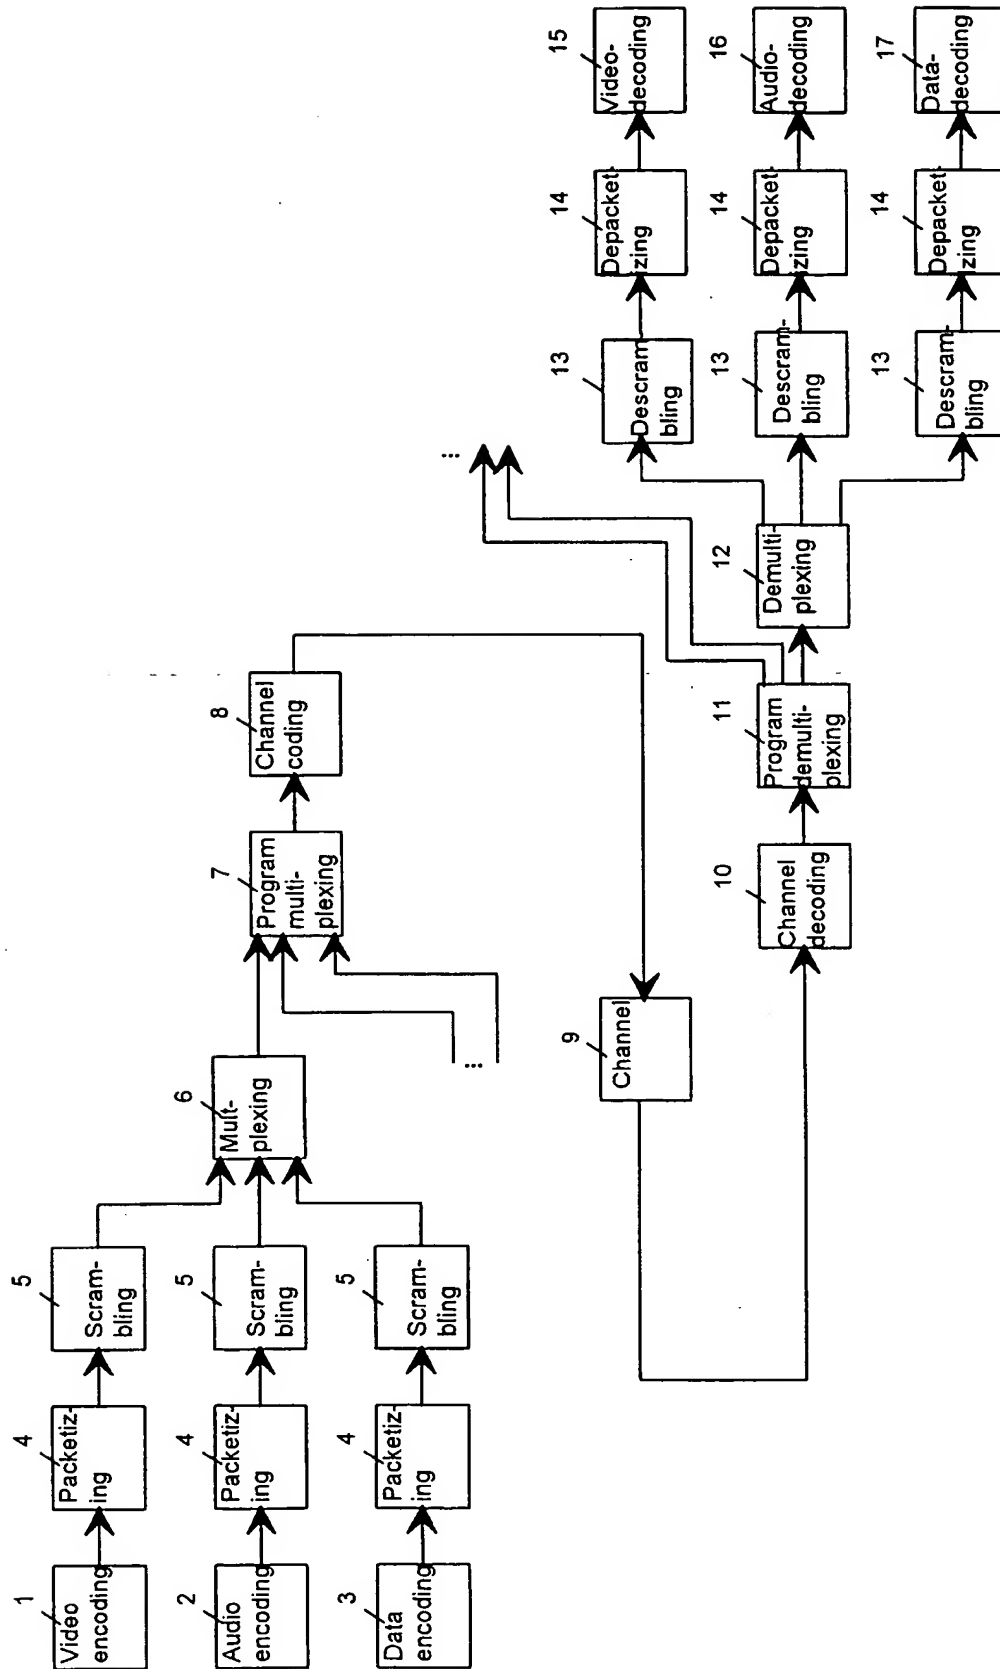 1
Video
encoding
4
Packetiz-
ing
5
Scram-
bling
2
Audio
encoding
4
Packetiz-
ing
5
Scram-
bling
3
Data
encoding
4
Packetiz-
ing
5
Scram-
bling
6
Mult-
plexing
...
7
Program
multi-
plexing
8
Channel
coding
9
Channel
10
Channel
decoding
11
Program
demulti-
plexing
...
12
Demulti-
plexing
13
Descram
bling
14
Depacket-
izing
15
Video-
decoding
13
Descram-
bling
14
Depacket-
izing
16
Audio-
decoding
13
Descram-
bling
14
Depacket-
izing
17
Data-
decoding